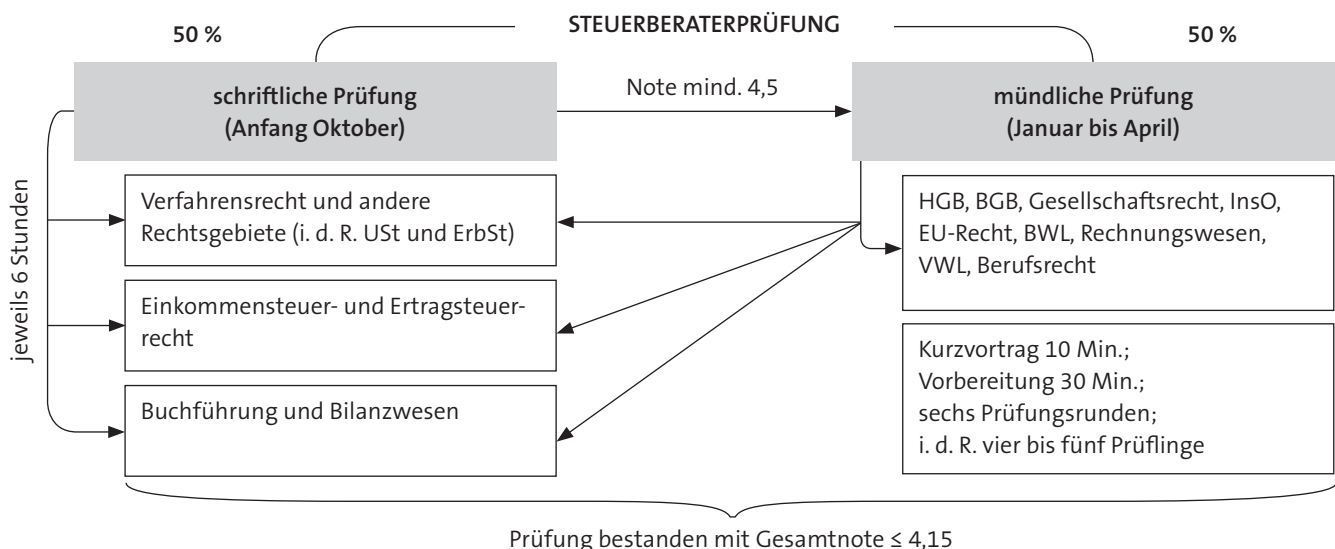 STEUERBERATERPRÜFUNG
50 %
50 %
schriftliche Prüfung
(Anfang Oktober)
Note mind. 4,5
mündliche Prüfung
(Januar bis April)
jeweils 6 Stunden
Verfahrensrecht und andere
Rechtsgebiete (i. d. R. USt und ErbSt)
Einkommensteuer- und Ertragsteuer-
recht
Buchführung und Bilanzwesen
HGB, BGB, Gesellschaftsrecht, InsO,
EU-Recht, BWL, Rechnungswesen,
VWL, Berufsrecht
Kurzvortrag 10 Min.;
Vorbereitung 30 Min.;
sechs Prüfungsrunden;
i. d. R. vier bis fünf Prüflinge
Prüfung bestanden mit Gesamtnote ≤ 4,15